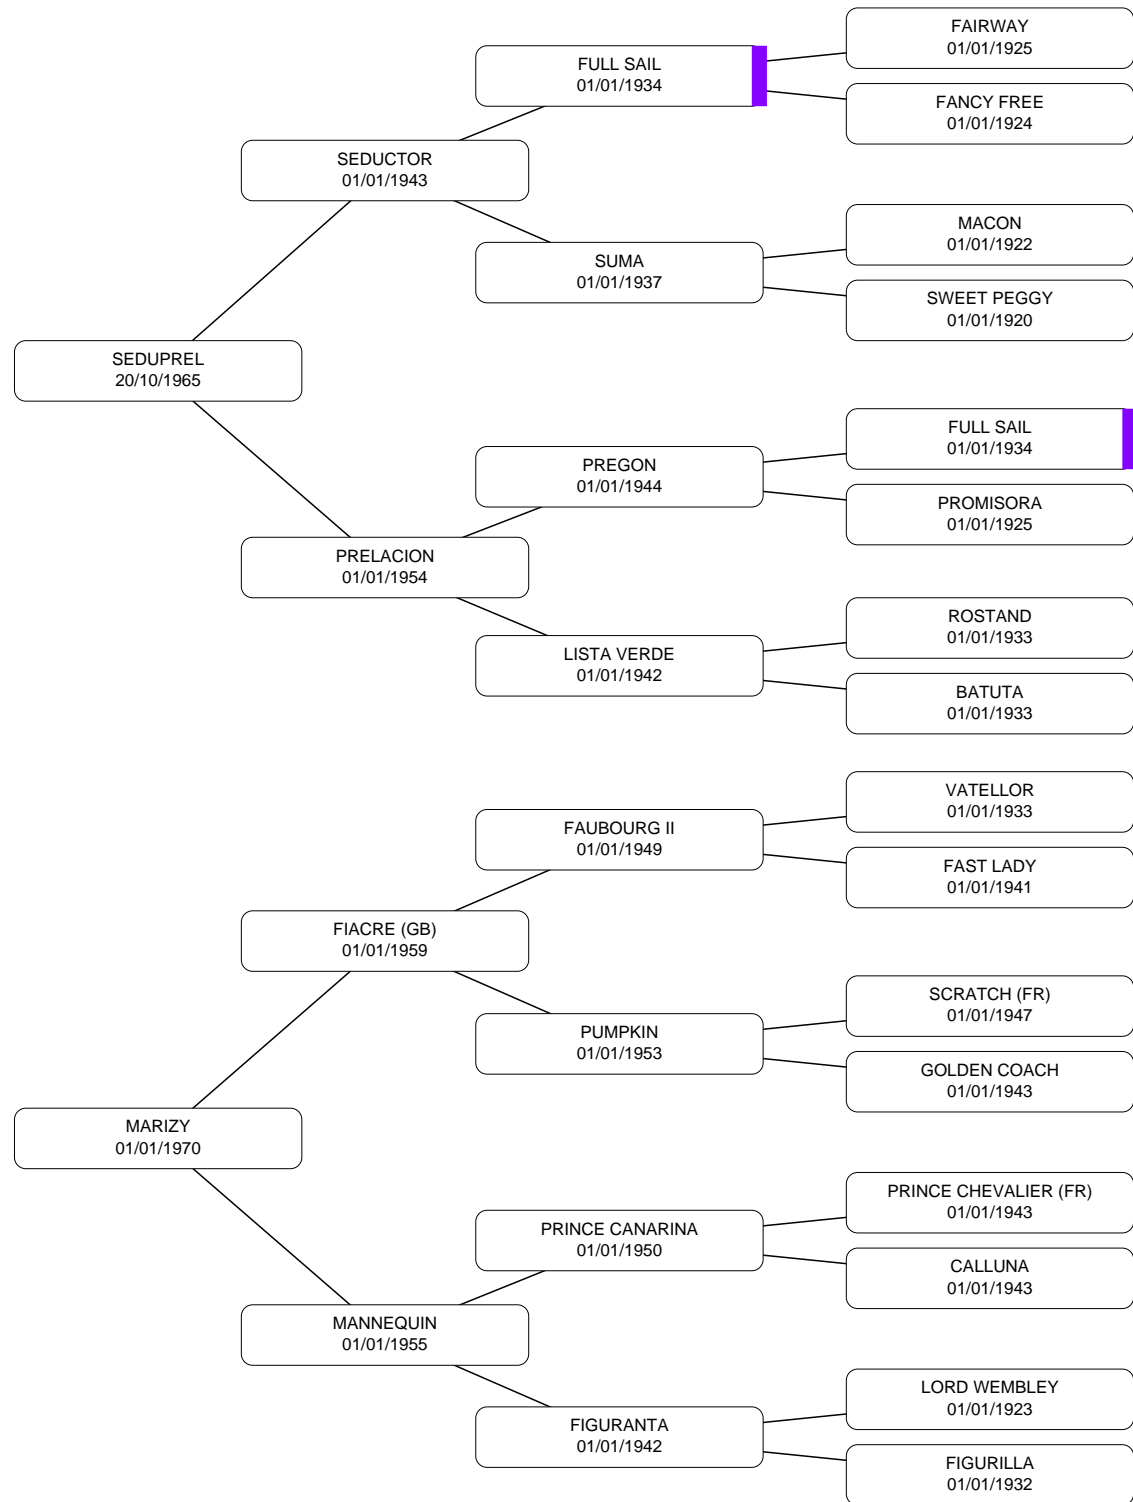 FAIRWAY
01/01/1925
FULL SAIL
01/01/1934
FANCY FREE
01/01/1924
SEDUCTOR
01/01/1943
MACON
01/01/1922
SUMA
01/01/1937
SWEET PEGGY
01/01/1920
SEDUPREL
20/10/1965
FULL SAIL
01/01/1934
PREGON
01/01/1944
PROMISORA
01/01/1925
PRELACION
01/01/1954
ROSTAND
01/01/1933
LISTA VERDE
01/01/1942
BATUTA
01/01/1933
VATELLOR
01/01/1933
FAUBOURG II
01/01/1949
FAST LADY
01/01/1941
FIACRE (GB)
01/01/1959
SCRATCH (FR)
01/01/1947
PUMPKIN
01/01/1953
GOLDEN COACH
01/01/1943
MARIZY
01/01/1970
PRINCE CHEVALIER (FR)
01/01/1943
PRINCE CANARINA
01/01/1950
CALLUNA
01/01/1943
MANNEQUIN
01/01/1955
LORD WEMBLEY
01/01/1923
FIGURANTA
01/01/1942
FIGURILLA
01/01/1932